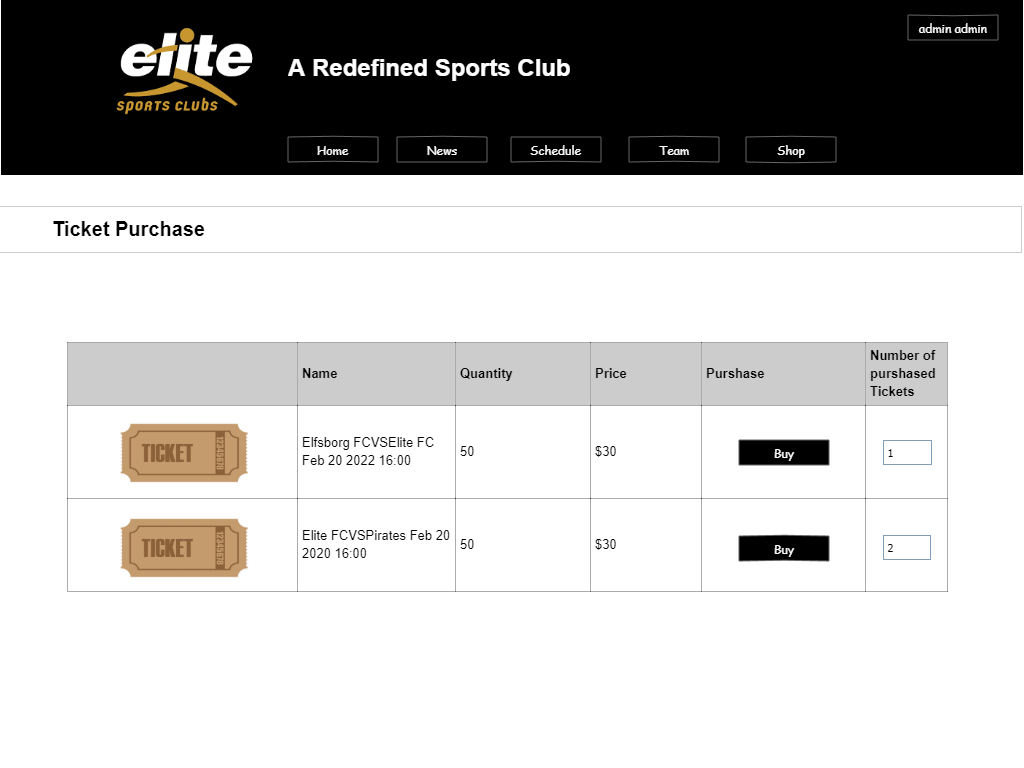 admin admin
elite
SPORTS CLUBS
A Redefined Sports Club
Home News Schedule Team Shop
Ticket Purchase
Name Quantity Price Purshase Number of
purshased
Tickets
TICKET
Elfsborg FCVSElite FC
Feb 20 2022 16:00
50 $30 Buy 1
TICKET
Elite FCVSPirates Feb 20
2020 16:00
50 $30 Buy 2